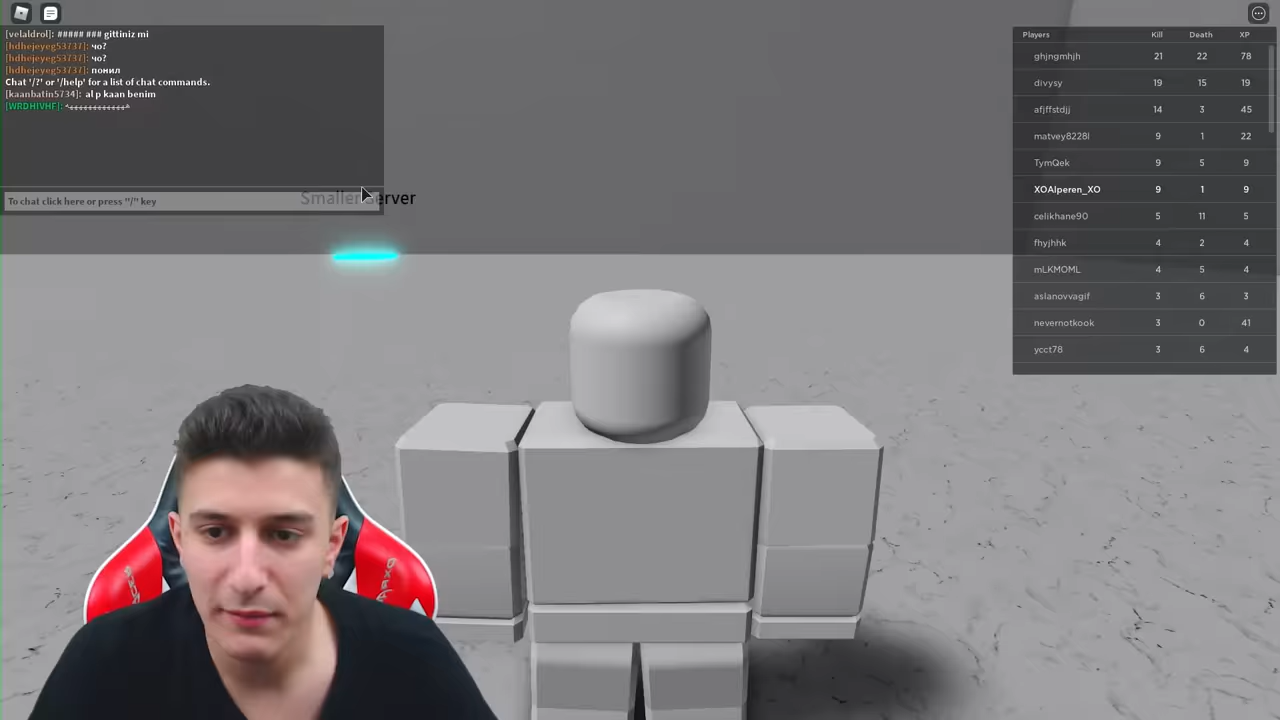 [velaldrol]: ##### ### gittiniz mi
[hdhejeyeg53737]: чо?
[hdhejeyeg53737]: чо?
[hdhejeyeg53737]: понил
Chat '/?' or '/help' for a list of chat commands.
[kaanbatin5734]: al p kaan benim
[WRDHIVHF]:
To chat click here or press "/" key
Smaller Server
Players Kill Death XP
ghjngmhjh 21 22 78
divysy 19 15 19
afjffstdjj 14 3 45
matvey8228l 9 1 22
TymQek 9 5 9
XOAlperen_XO 9 1 9
celikhane90 5 11 5
fhyjhhk 4 2 4
mLKMOML 4 5 4
aslanovvagif 3 6 3
nevernotkook 3 0 41
ycct78 3 6 4